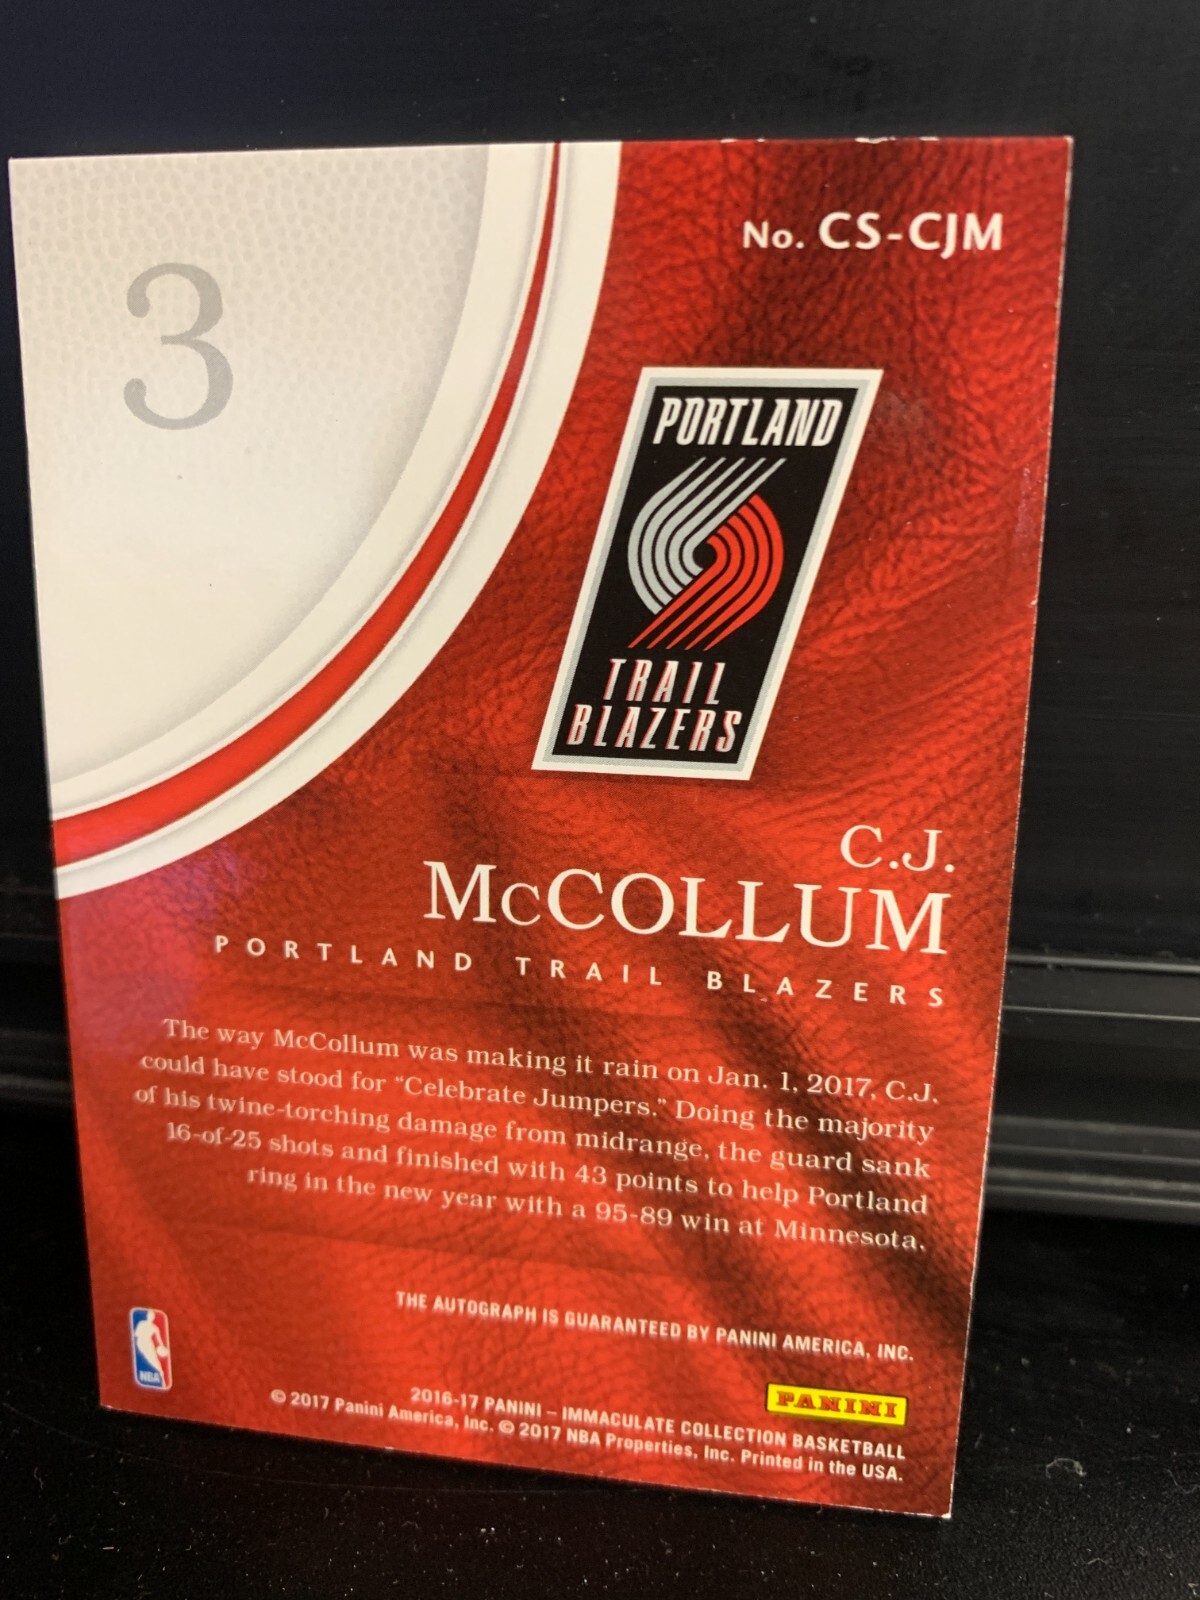 No. CS-CJM
3
PORTLAND
TRAIL
BLAZERS
C.J.
McCOLLUM
PORTLAND TRAIL BLAZERS
The way McCollum was making it rain on Jan. 1, 2017, C.J.
could have stood for "Celebrate Jumpers." Doing the majority
of his twine-torching damage from midrange, the guard sank
16-of-25 shots and finished with 43 points to help Portland
ring in the new year with a 95-89 win at Minnesota.
THE AUTOGRAPH IS GUARANTEED BY PANINI AMERICA, INC.
NBA
PANINI
2016-17 PANINI – IMMACULATE COLLECTION BASKETBALL
© 2017 Panini America, Inc. © 2017 NBA Properties, Inc. Printed in the USA.